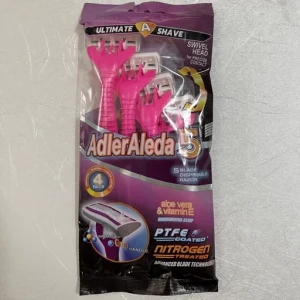 ULTIMATE A SHAVE
SWIVEL
HEAD
AdlerAleda 5
5 BLADE
DISPOSABLE
RAZOR
4
aloe vera
& vitamin E
PTFE
COATED
NITROGEN
TREATED
ADVANCED BLADE TECHNOLOGY